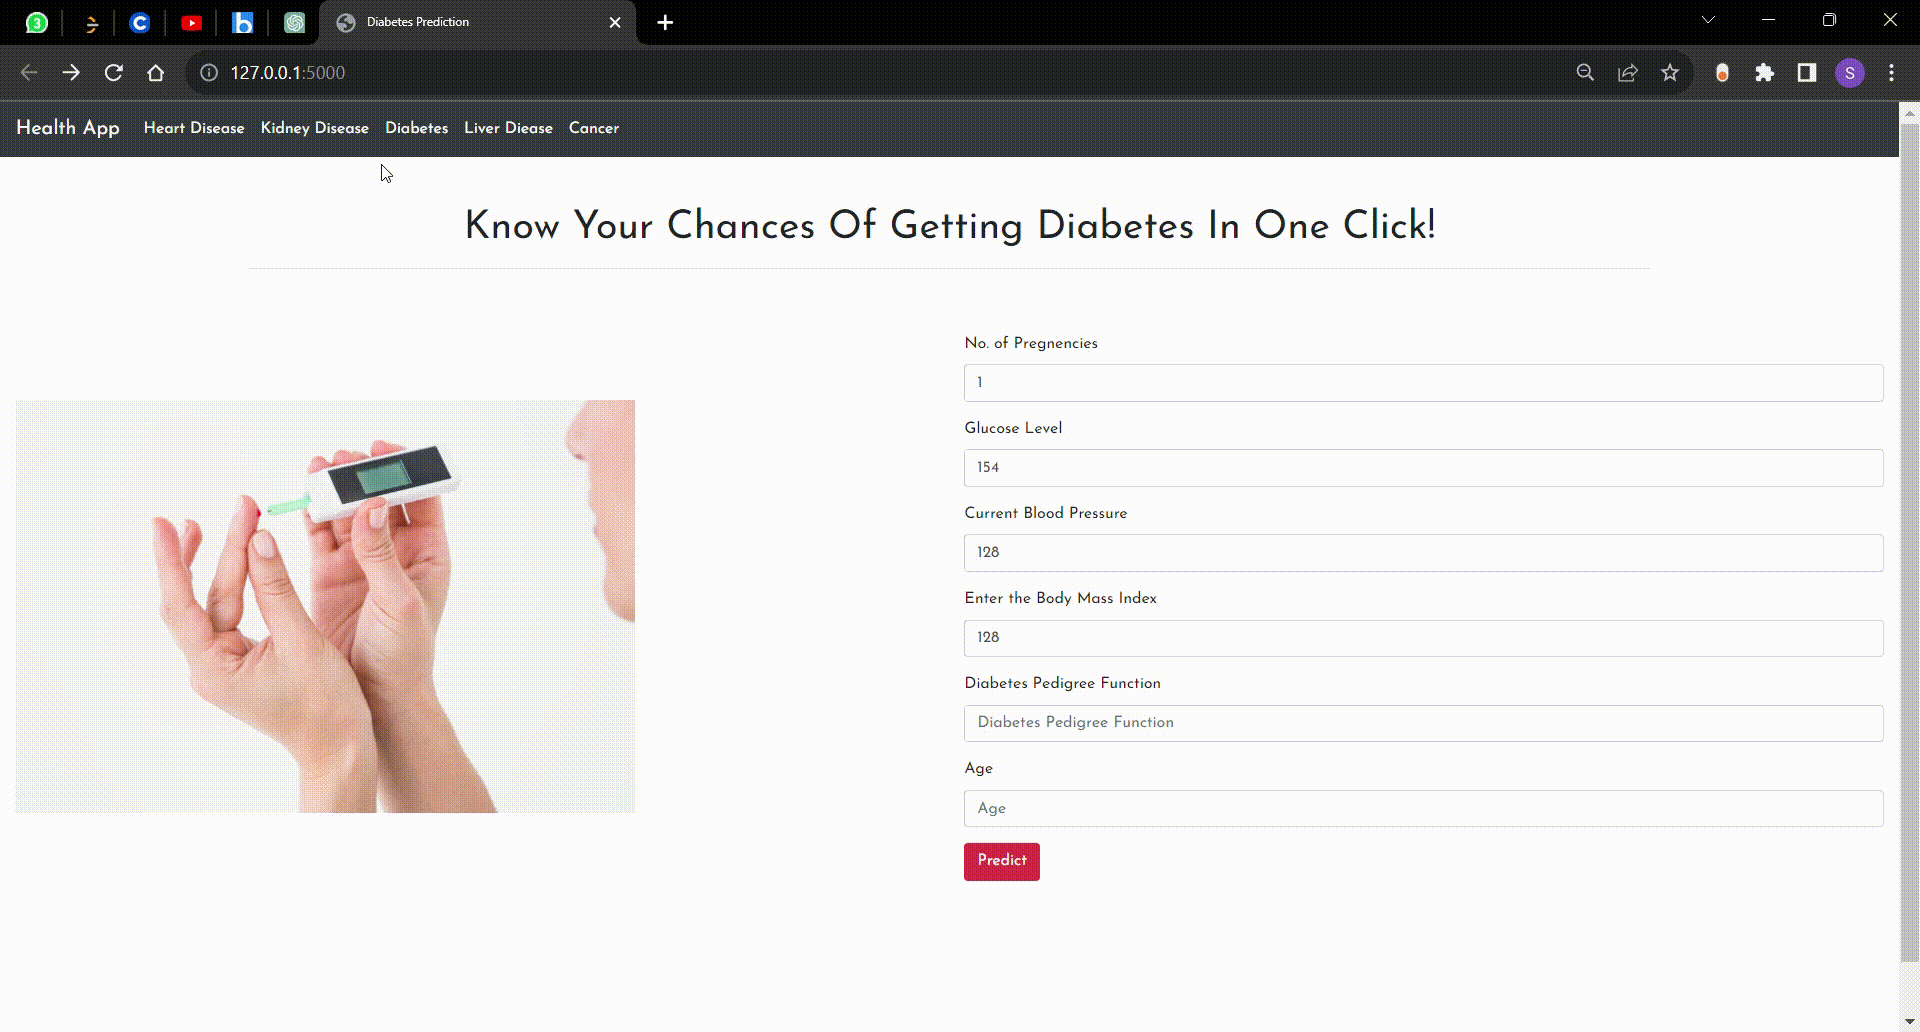 3
Diabetes Prediction
127.0.0.1:5000
S
Health App Heart Disease Kidney Disease Diabetes Liver Diease Cancer
Know Your Chances Of Getting Diabetes In One Click!
No. of Pregnencies
1
Glucose Level
154
Current Blood Pressure
128
Enter the Body Mass Index
128
Diabetes Pedigree Function
Diabetes Pedigree Function
Age
Age
Predict